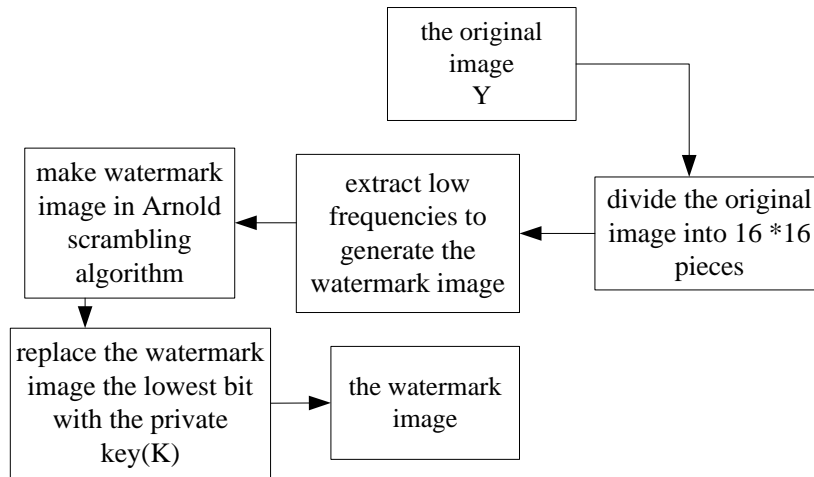 the original
image
Y
divide the original
image into 16 *16
pieces
extract low
frequencies to
generate the
watermark image
make watermark
image in Arnold
scrambling
algorithm
replace the watermark
image the lowest bit
with the private
key(K)
the watermark
image